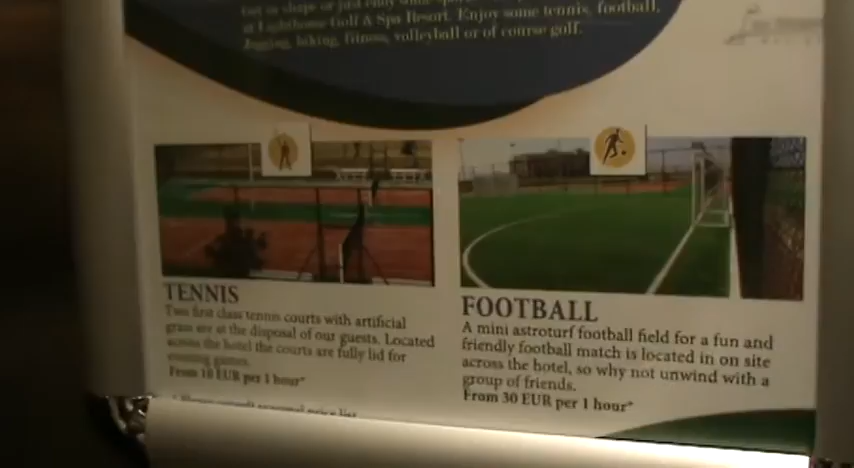 at Lighthouse Golf & Spa Resort. Enjoy some tennis, football,
Jogging, biking, fitness, volleyball or of course golf.
TENNIS
Two first class tennis courts with artificial
grass are at the disposal of our guests. Located
across the hotel the courts are fully lid for
evening games.
From 10 EUR per 1 hour*
FOOTBALL
A mini astroturf football field for a fun and
friendly football match is located in on site
across the hotel, so why not unwind with a
group of friends.
From 30 EUR per 1 hour*